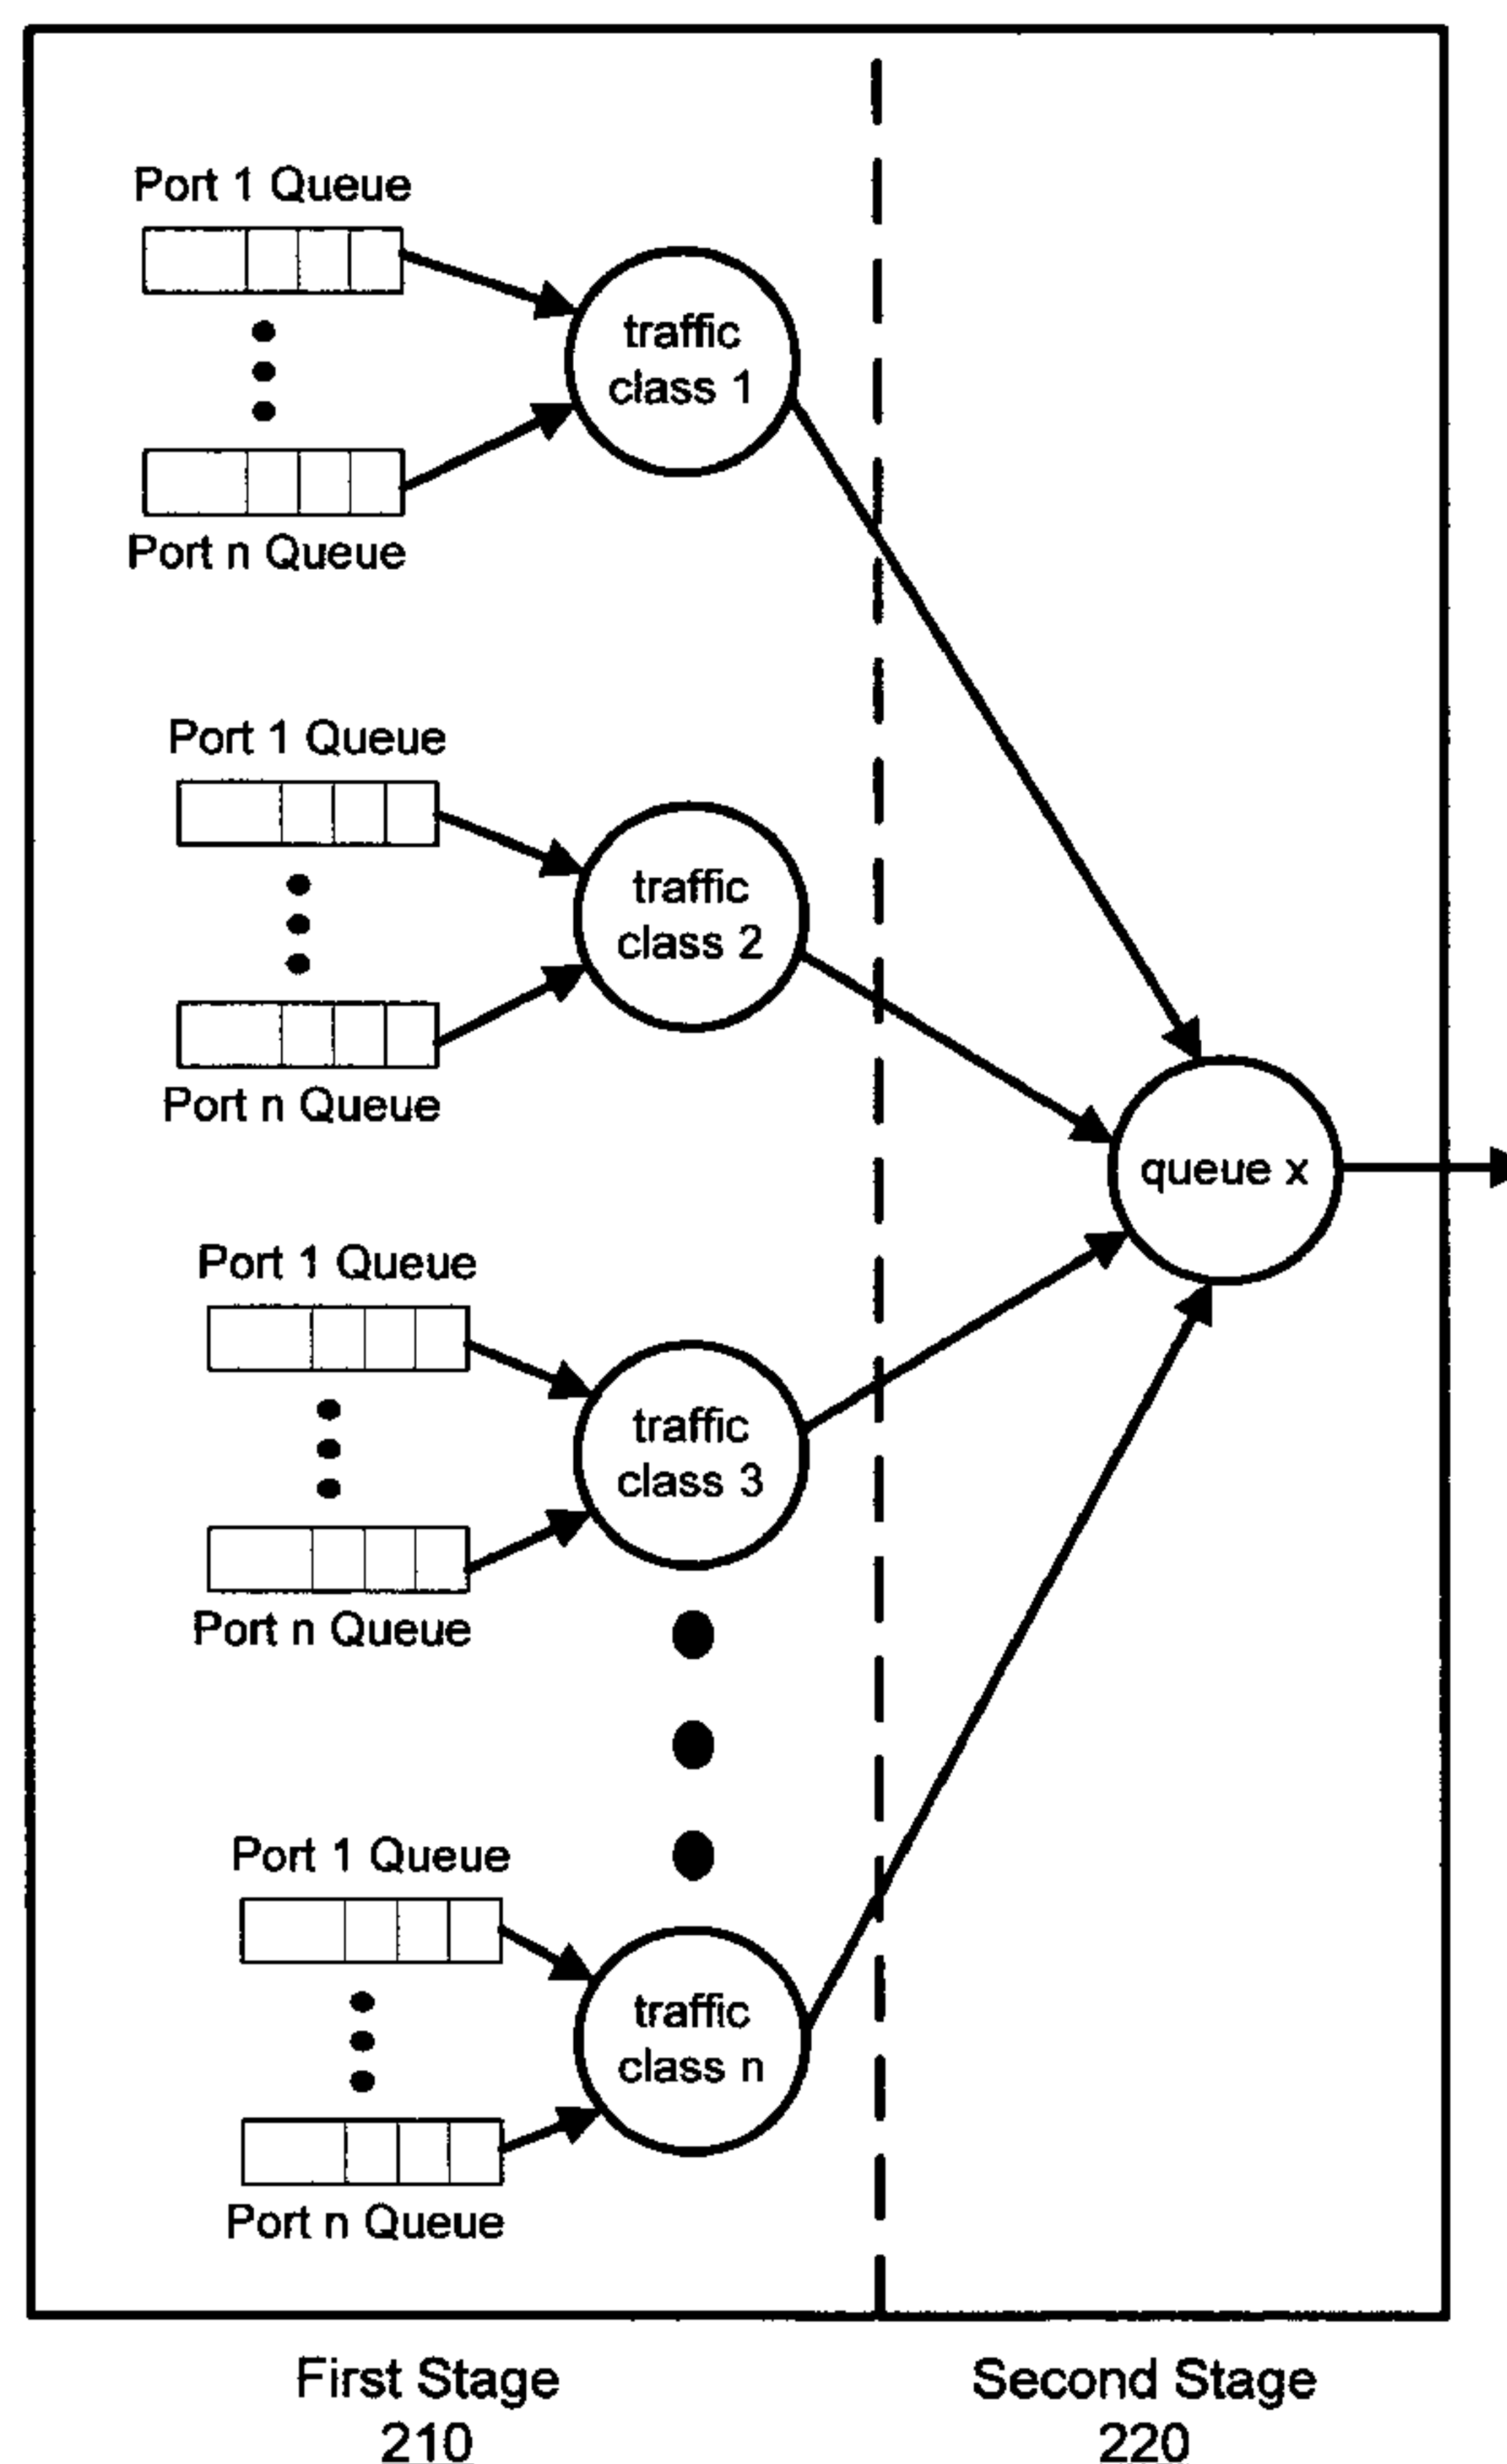 Port 1 Queue
traffic
class 1
Port n Queue
Port 1 Queue
traffic
class 2
Port n Queue
queue x
Port 1 Queue
traffic
class 3
Port n Queue
Port 1 Queue
traffic
class n
Port n Queue
First Stage
210
Second Stage
220